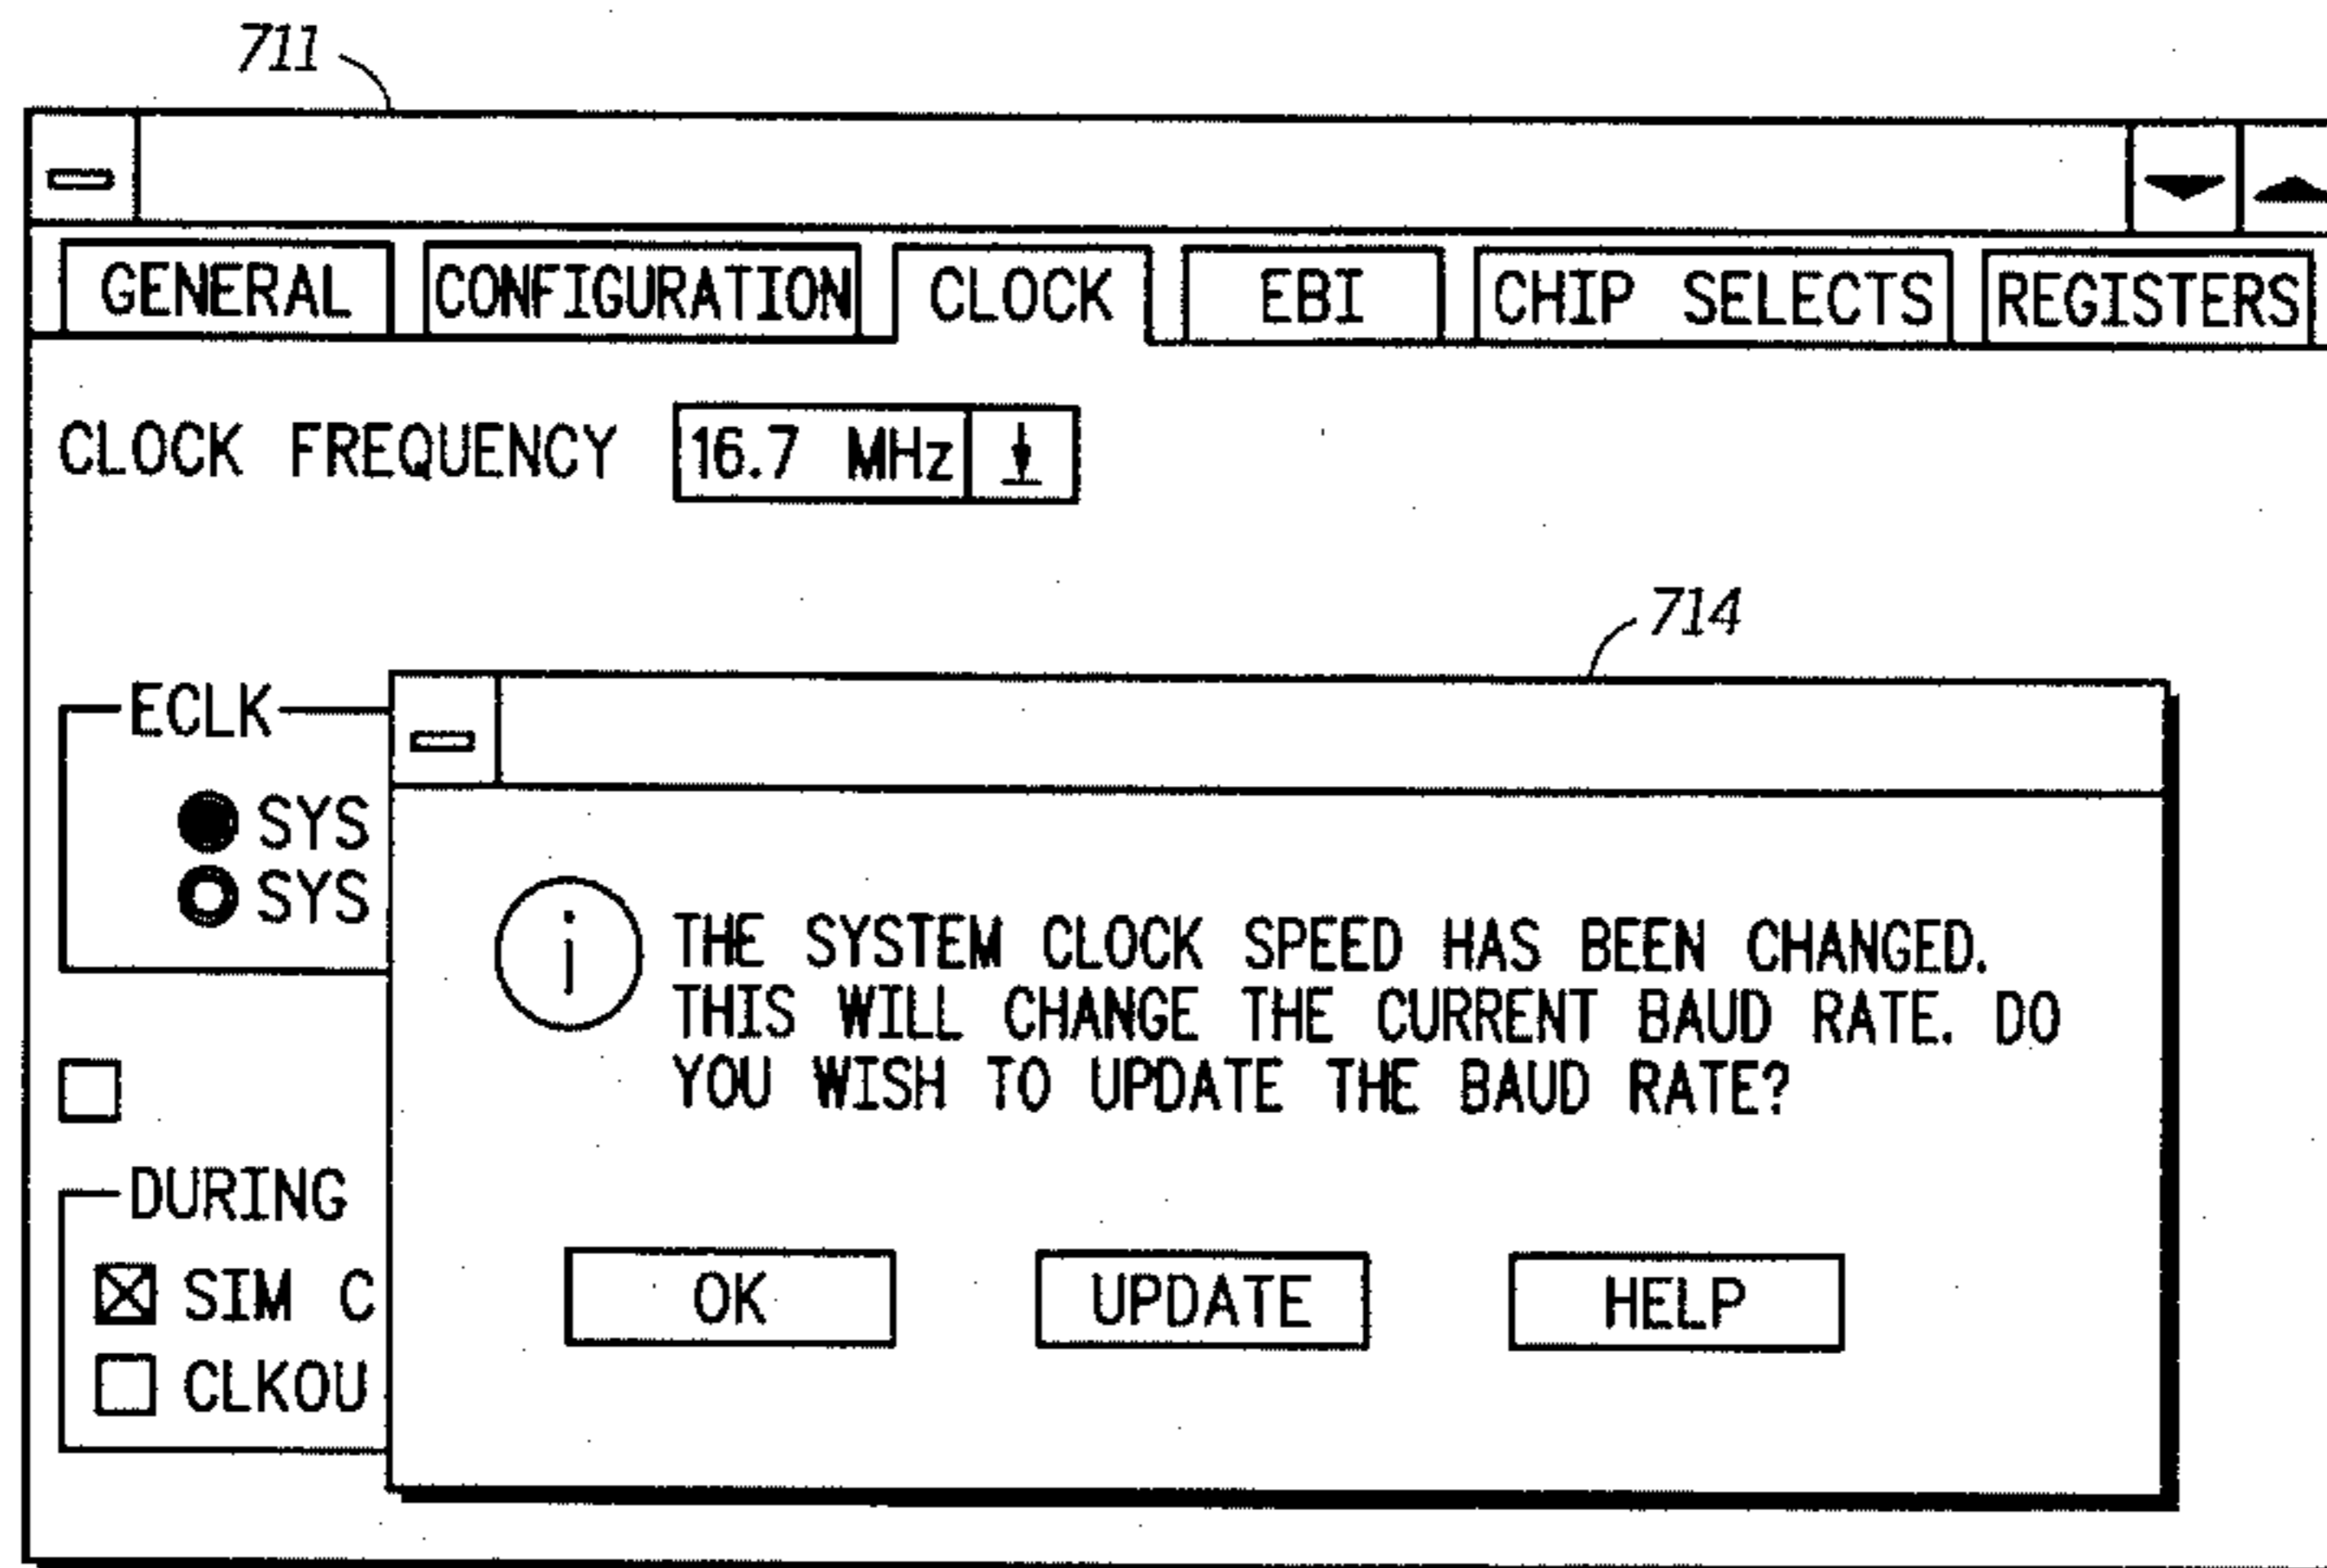 711
GENERAL CONFIGURATION CLOCK EBI CHIP SELECTS REGISTERS
CLOCK FREQUENCY 16.7 MHz
714
ECLK
SYS
SYS
i THE SYSTEM CLOCK SPEED HAS BEEN CHANGED.
THIS WILL CHANGE THE CURRENT BAUD RATE. DO
YOU WISH TO UPDATE THE BAUD RATE?
DURING
SIM C
CLKOU
OK UPDATE HELP